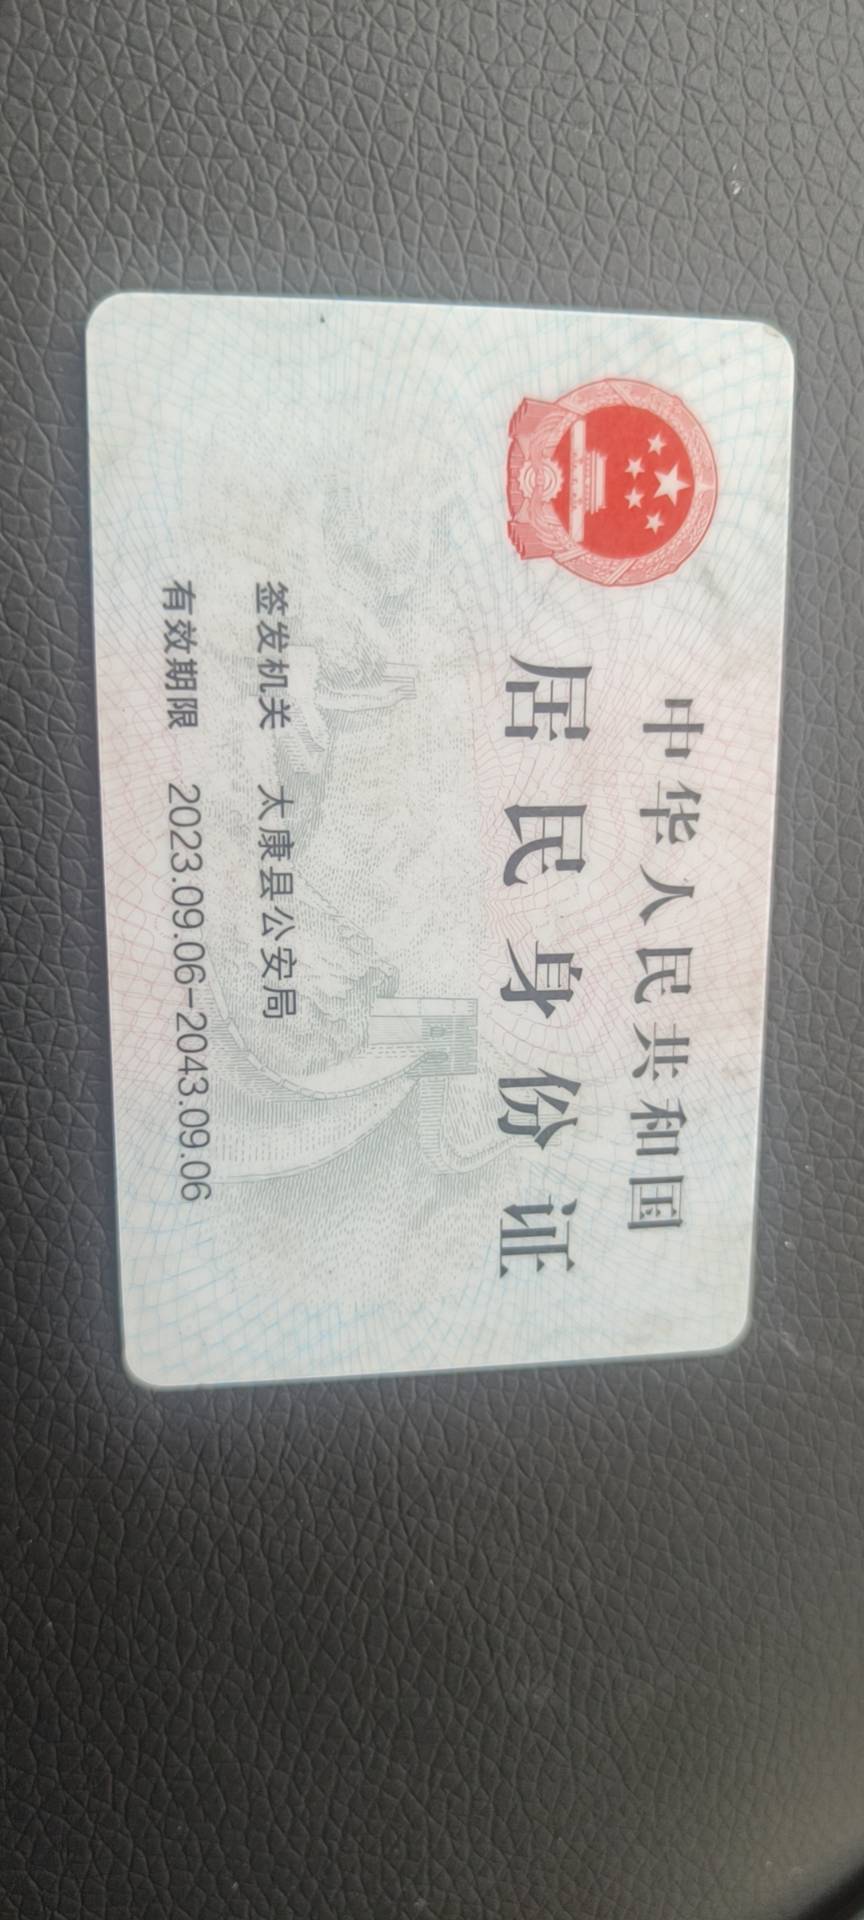 中华人民共和国
居民身份证
签发机关 太康县公安局
有效期限 2023.09.06-2043.09.06